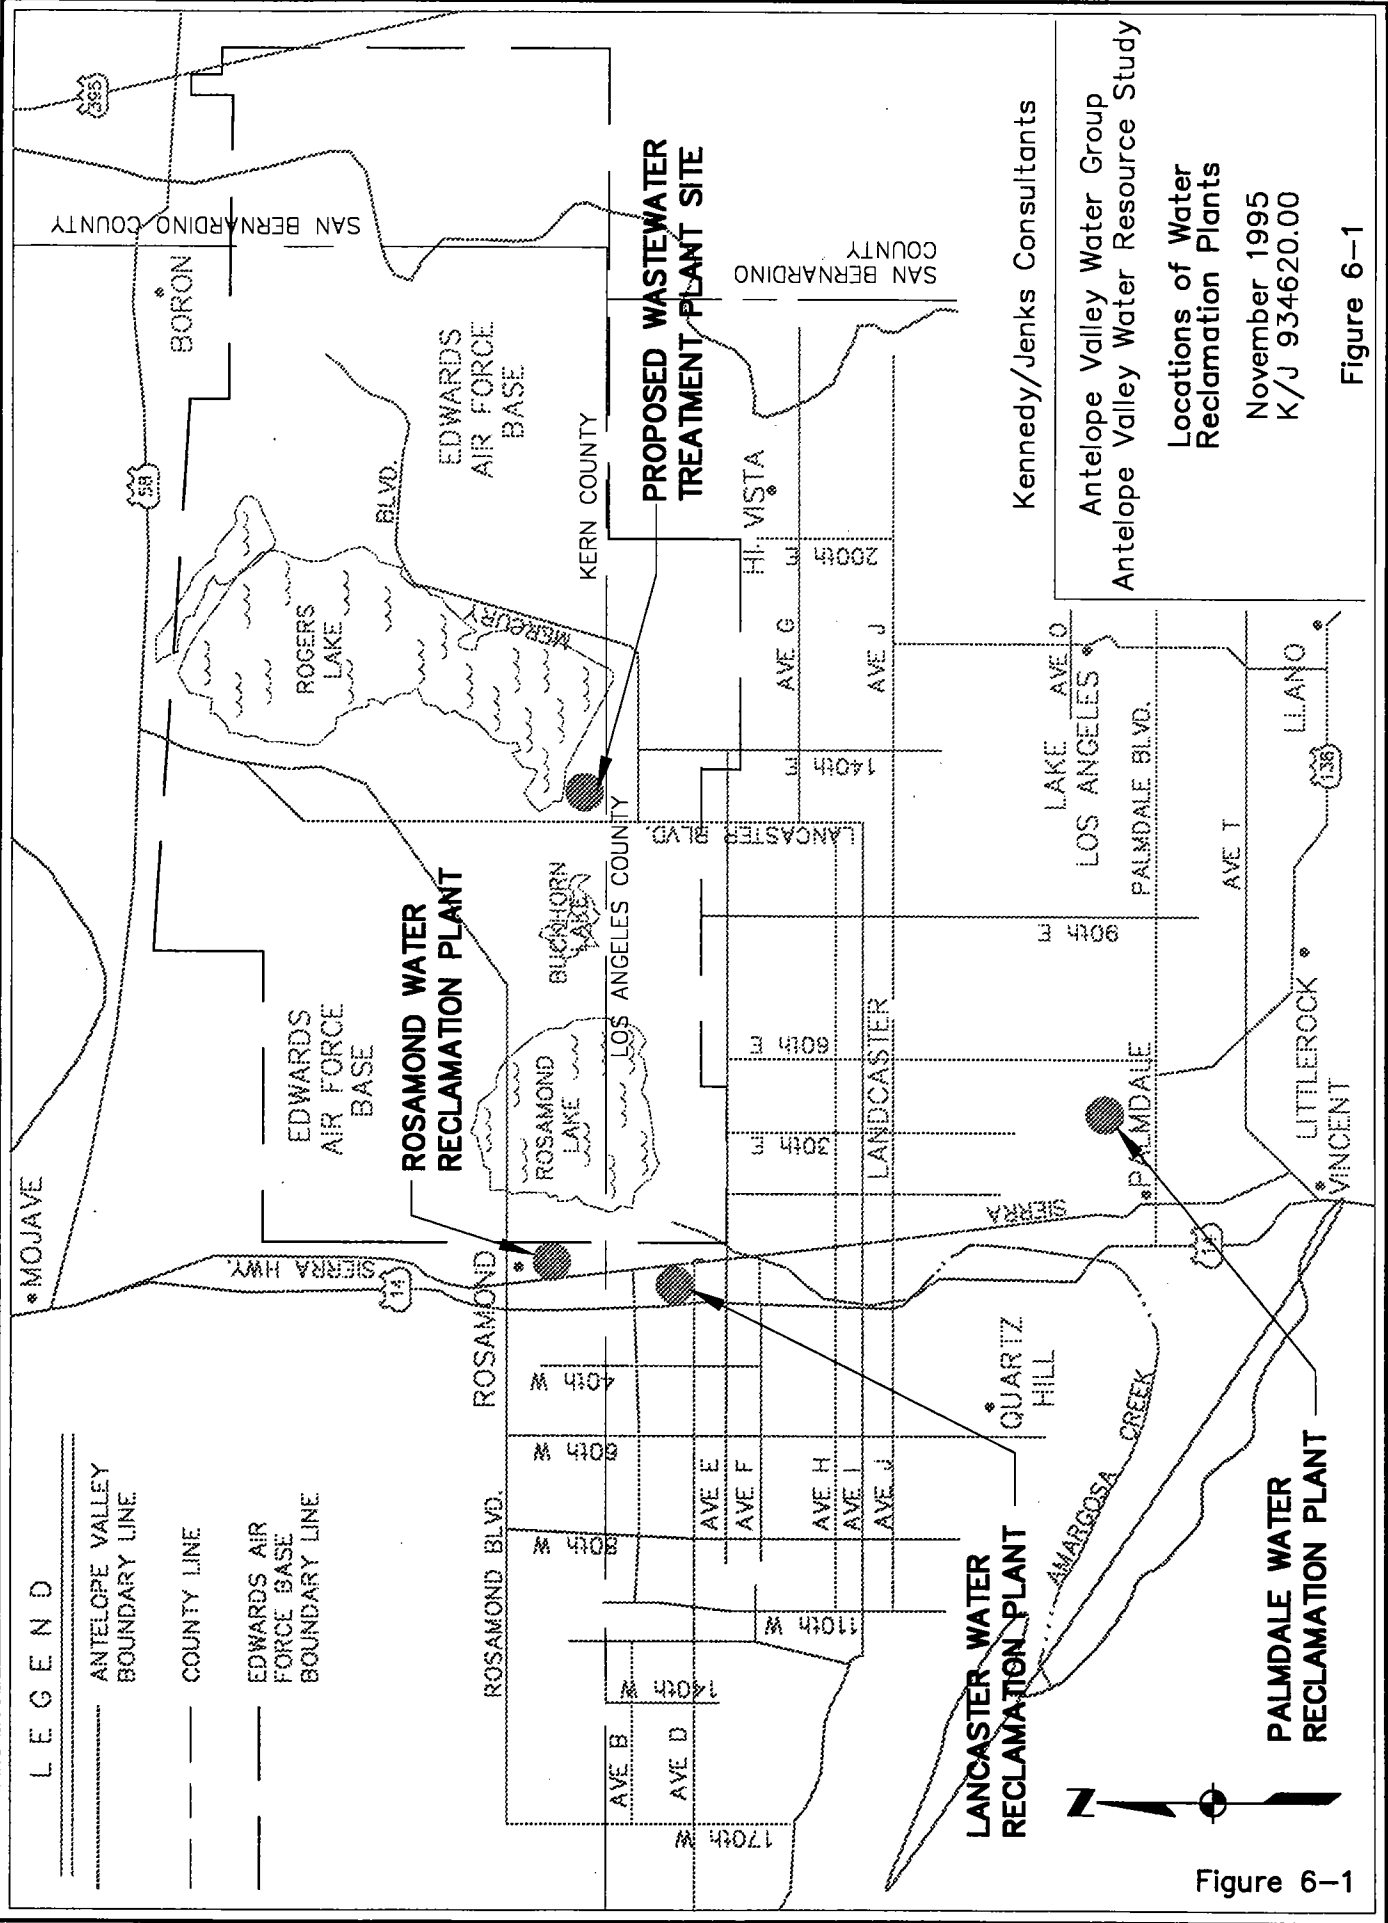 LEGEND
ANTELOPE VALLEY
BOUNDARY LINE
COUNTY LINE
EDWARDS AIR
FORCE BASE
BOUNDARY LINE
MOJAVE
SIERRA HWY.
14
58
395
BORON
SAN BERNARDINO COUNTY
EDWARDS
AIR FORCE
BASE
EDWARDS
AIR FORCE
BASE
ROGERS
LAKE
MERCURY
BLVD.
KERN COUNTY
LOS ANGELES COUNTY
SAN BERNARDINO
COUNTY
PROPOSED WASTEWATER
TREATMENT PLANT SITE
ROSAMOND WATER
RECLAMATION PLANT
BUCKHORN
LAKE
ROSAMOND
LAKE
ROSAMOND
ROSAMOND BLVD.
40th W
60th W
80th W
110th W
140th W
170th W
AVE B
AVE D
AVE E
AVE F
AVE H
AVE I
AVE J
LANCASTER BLVD.
HI VISTA
200th E
140th E
AVE G
AVE J
90th E
60th E
30th E
LANDCASTER
SIERRA
PALMDALE
14
QUARTZ
HILL
AMARGOSA
CREEK
LAKE
LOS ANGELES
AVE O
PALMDALE BLVD.
AVE T
LLANO
138
LITTLEROCK
VINCENT
LANCASTER WATER
RECLAMATION PLANT
PALMDALE WATER
RECLAMATION PLANT
N
Kennedy/Jenks Consultants
Antelope Valley Water Group
Antelope Valley Water Resource Study
Locations of Water
Reclamation Plants
November 1995
K/J 934620.00
Figure 6-1
Figure 6-1